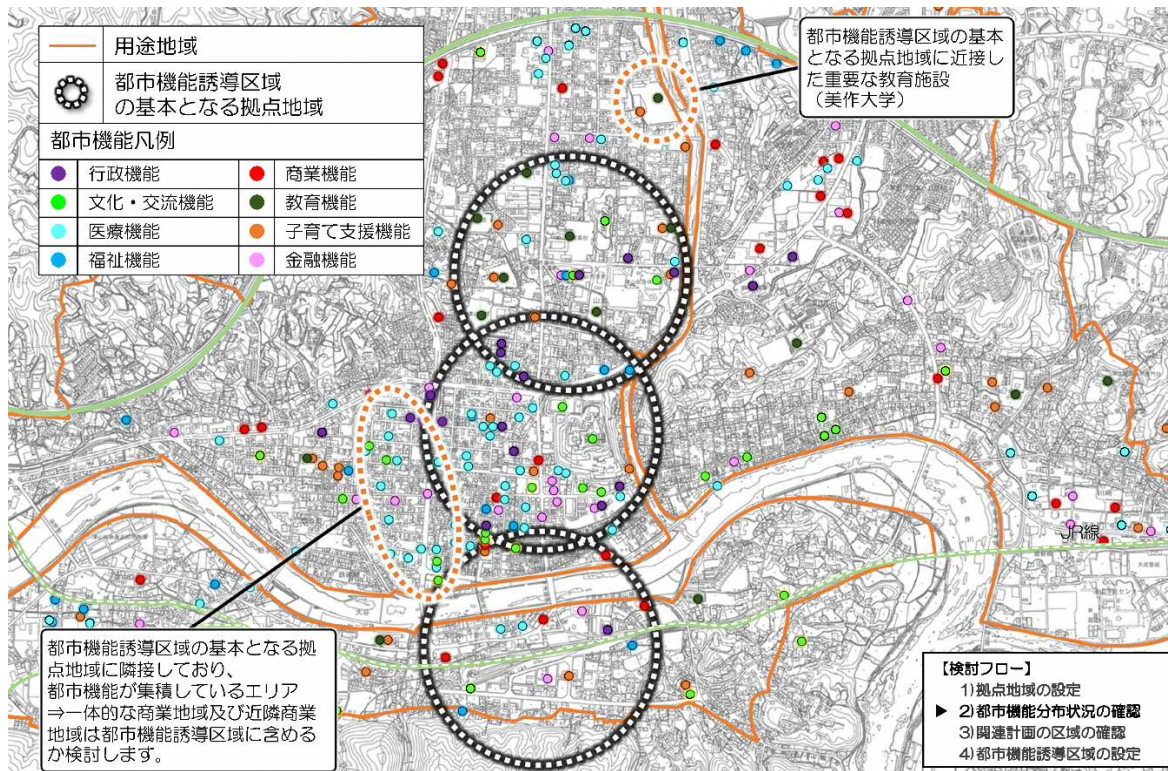 用途地域
都市機能誘導区域
の基本となる拠点地域
都市機能凡例
行政機能
商業機能
文化・交流機能
教育機能
医療機能
子育て支援機能
福祉機能
金融機能
都市機能誘導区域の基本
となる拠点地域に近接し
た重要な教育施設
（美作大学）
JR線
都市機能誘導区域の基本となる拠
点地域に隣接しており、
都市機能が集積しているエリア
⇒一体的な商業地域及び近隣商業
地域は都市機能誘導区域に含める
か検討します。
【検討フロー】
1)拠点地域の設定
▶ 2)都市機能分布状況の確認
3)関連計画の区域の確認
4)都市機能誘導区域の設定